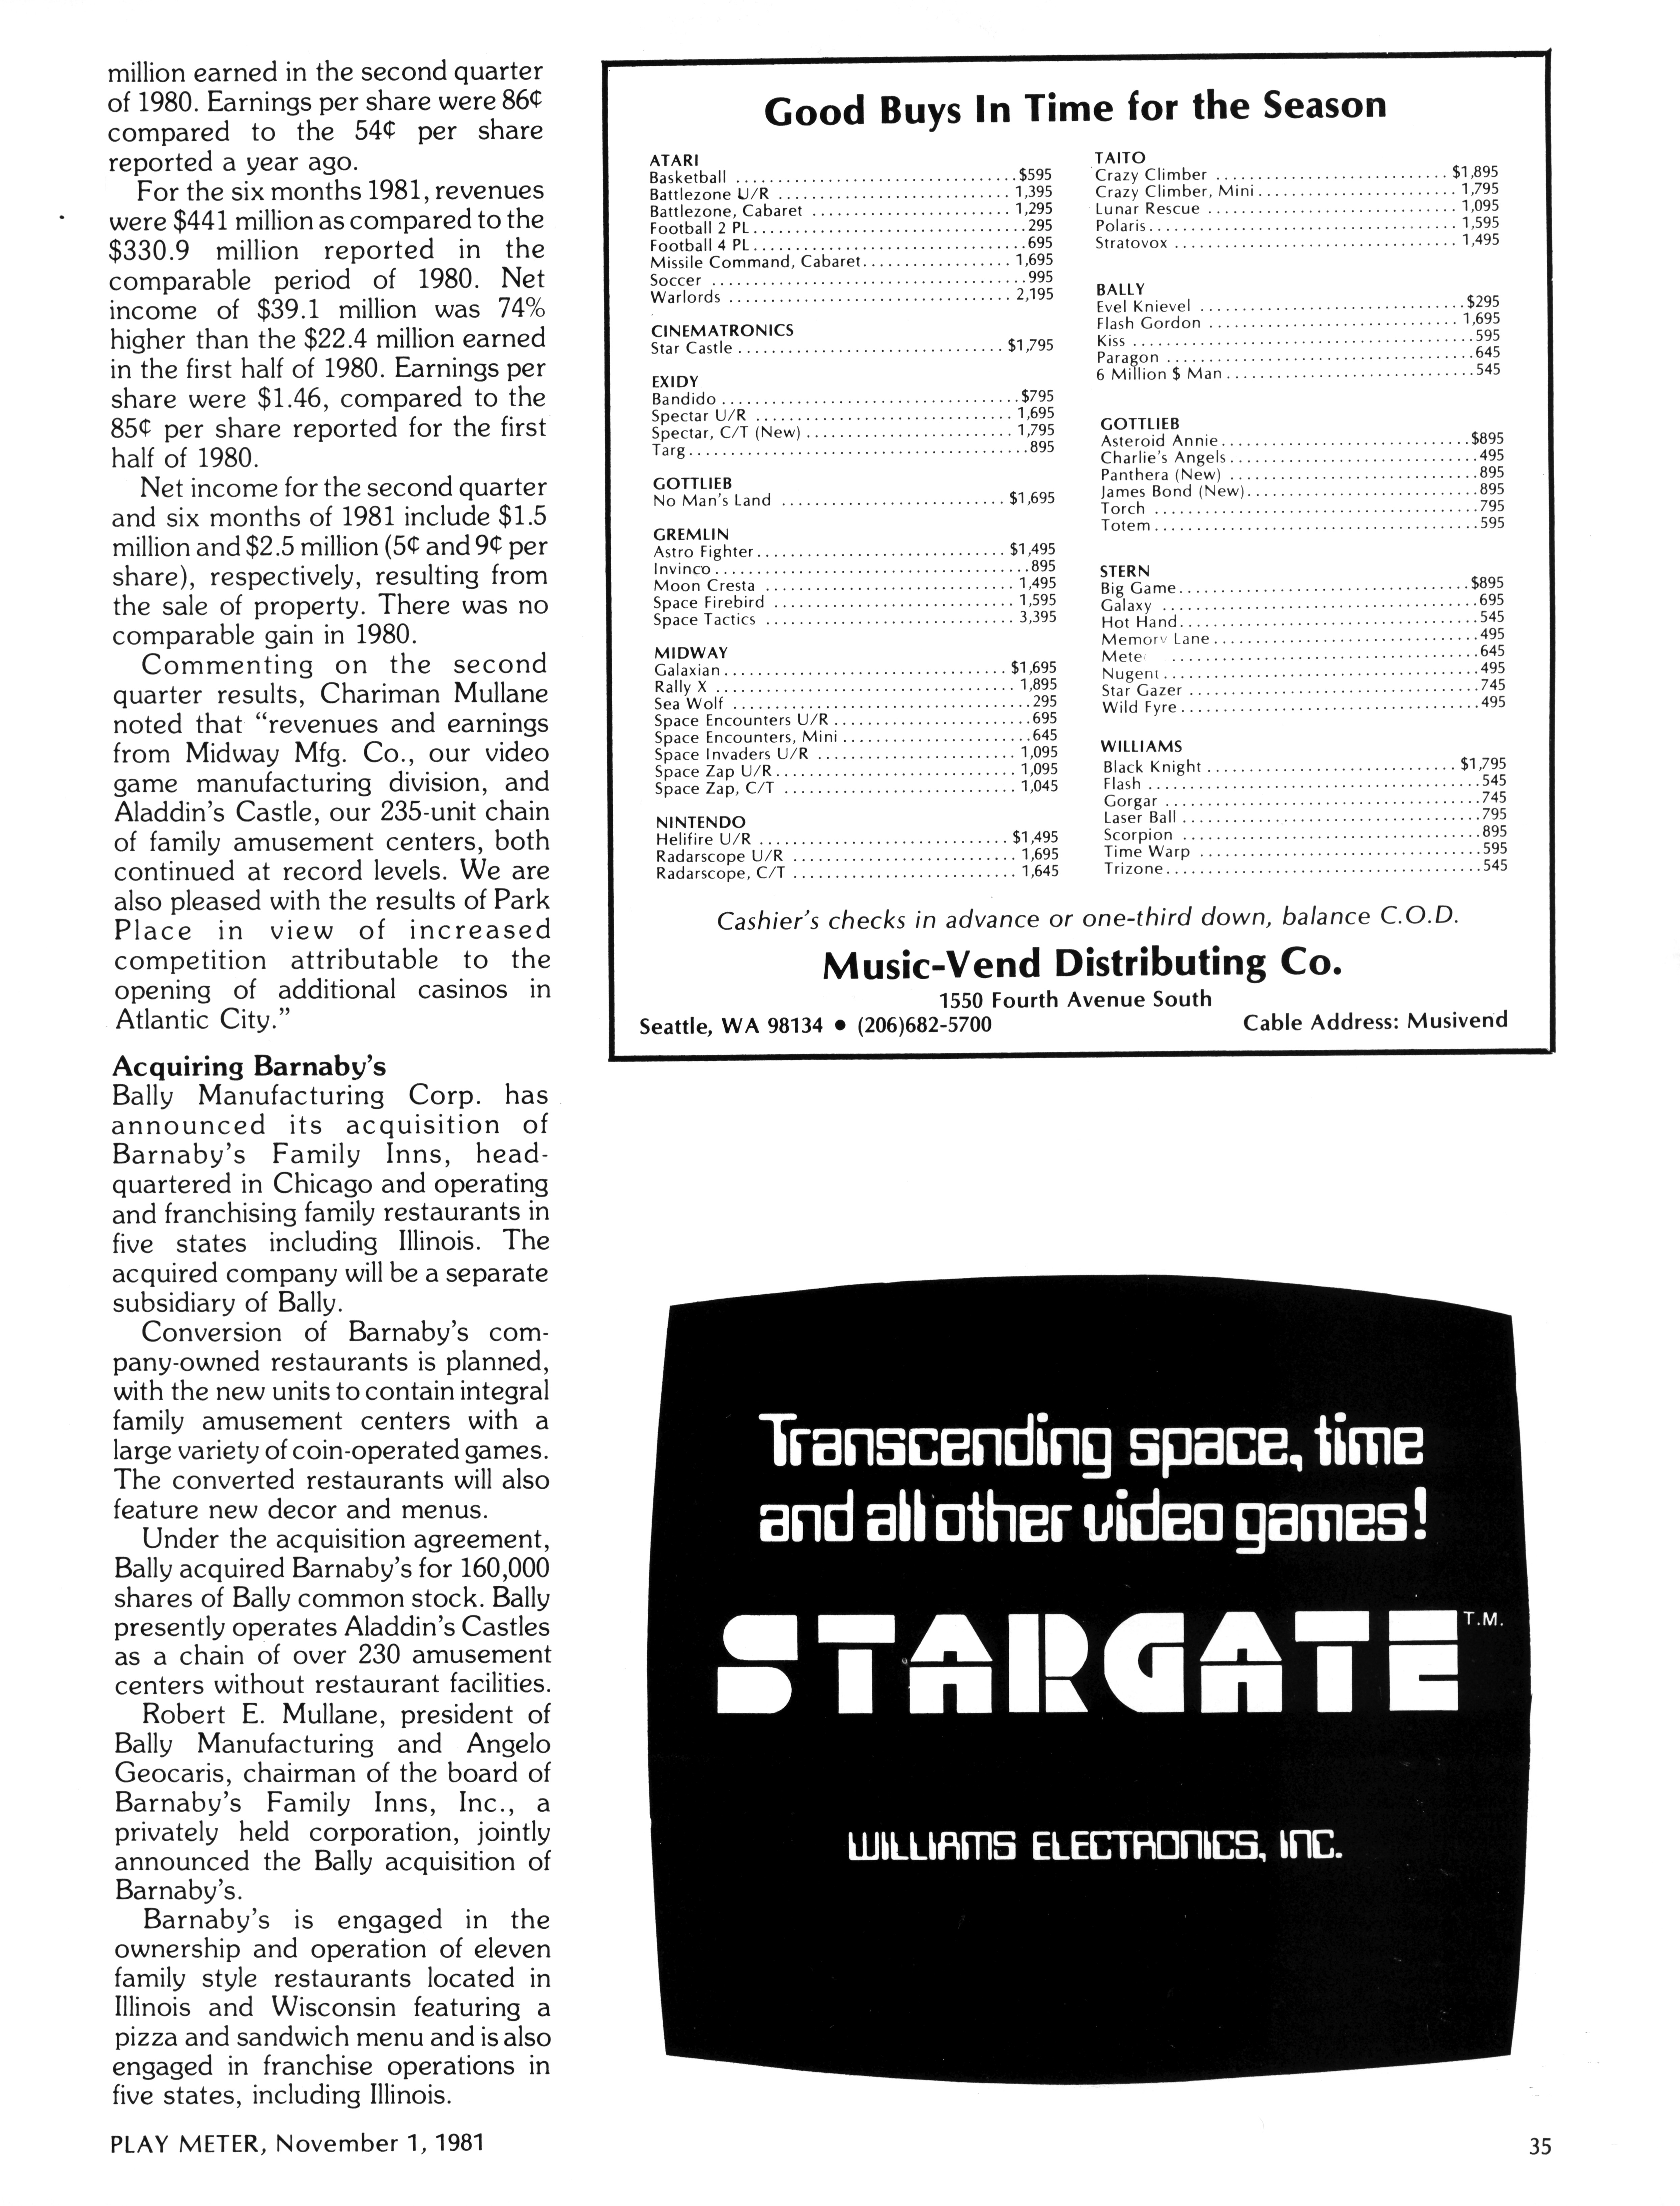 million earned in the second quarter
of 1980. Earnings per share were 86¢
compared to the 54¢ per share
reported a year ago.
For the six months 1981, revenues
were $441 million as compared to the
$330.9 million reported in the
comparable period of 1980. Net
income of $39.1 million was 74%
higher than the $22.4 million earned
in the first half of 1980. Earnings per
share were $1.46, compared to the
85¢ per share reported for the first
half of 1980.
Net income for the second quarter
and six months of 1981 include $1.5
million and $2.5 million (5¢ and 9¢ per
share), respectively, resulting from
the sale of property. There was no
comparable gain in 1980.
Commenting on the second
quarter results, Chariman Mullane
noted that “revenues and earnings
from Midway Mfg. Co., our video
game manufacturing division, and
Aladdin’s Castle, our 235-unit chain
of family amusement centers, both
continued at record levels. We are
also pleased with the results of Park
Place in view of increased
competition attributable to the
opening of additional casinos in
Atlantic City.”
Acquiring Barnaby’s
Bally Manufacturing Corp. has
announced its acquisition of
Barnaby’s Family Inns, head-
quartered in Chicago and operating
and franchising family restaurants in
five states including Illinois. The
acquired company will be a separate
subsidiary of Bally.
Conversion of Barnaby’s com-
pany-owned restaurants is planned,
with the new units to contain integral
family amusement centers with a
large variety of coin-operated games.
The converted restaurants will also
feature new decor and menus.
Under the acquisition agreement,
Bally acquired Barnaby’s for 160,000
shares of Bally common stock. Bally
presently operates Aladdin’s Castles
as a chain of over 230 amusement
centers without restaurant facilities.
Robert E. Mullane, president of
Bally Manufacturing and Angelo
Geocaris, chairman of the board of
Barnaby’s Family Inns, Inc., a
privately held corporation, jointly
announced the Bally acquisition of
Barnaby’s.
Barnaby’s is engaged in the
ownership and operation of eleven
family style restaurants located in
Illinois and Wisconsin featuring a
pizza and sandwich menu and is also
engaged in franchise operations in
five states, including Illinois.
Good Buys In Time for the Season
ATARI
Basketball ........ $595
Battlezone U/R ........ 1,395
Battlezone, Cabaret ........ 1,295
Football 2 PL ........ 295
Football 4 PL ........ 695
Missile Command, Cabaret ........ 1,695
Soccer ........ 995
Warlords ........ 2,195
CINEMATRONICS
Star Castle ........ $1,795
EXIDY
Bandido ........ $795
Spectar U/R ........ 1,695
Spectar, C/T (New) ........ 1,795
Targ ........ 895
GOTTLIEB
No Man’s Land ........ $1,695
GREMLIN
Astro Fighter ........ $1,495
Invinco ........ 895
Moon Cresta ........ 1,495
Space Firebird ........ 1,595
Space Tactics ........ 3,395
MIDWAY
Galaxian ........ $1,695
Rally X ........ 1,895
Sea Wolf ........ 295
Space Encounters U/R ........ 695
Space Encounters, Mini ........ 645
Space Invaders U/R ........ 1,095
Space Zap U/R ........ 1,095
Space Zap, C/T ........ 1,045
NINTENDO
Helifire U/R ........ $1,495
Radarscope U/R ........ 1,695
Radarscope, C/T ........ 1,645
TAITO
Crazy Climber ........ $1,895
Crazy Climber, Mini ........ 1,795
Lunar Rescue ........ 1,095
Polaris ........ 1,595
Stratovox ........ 1,495
BALLY
Evel Knievel ........ $295
Flash Gordon ........ 1,695
Kiss ........ 595
Paragon ........ 645
6 Million $ Man ........ 545
GOTTLIEB
Asteroid Annie ........ $895
Charlie’s Angels ........ 495
Panthera (New) ........ 895
James Bond (New) ........ 895
Torch ........ 795
Totem ........ 595
STERN
Big Game ........ $895
Galaxy ........ 695
Hot Hand ........ 545
Memory Lane ........ 495
Mete ........ 645
Nugent ........ 495
Star Gazer ........ 745
Wild Fyre ........ 495
WILLIAMS
Black Knight ........ $1,795
Flash ........ 545
Gorgar ........ 745
Laser Ball ........ 795
Scorpion ........ 895
Time Warp ........ 595
Trizone ........ 545
Cashier’s checks in advance or one-third down, balance C.O.D.
Music-Vend Distributing Co.
1550 Fourth Avenue South
Seattle, WA 98134 • (206)682-5700 Cable Address: Musivend
Transcending space, time
and all other video games!
STARGATE T.M.
WILLIAMS ELECTRONICS, INC.
PLAY METER, November 1, 1981 35